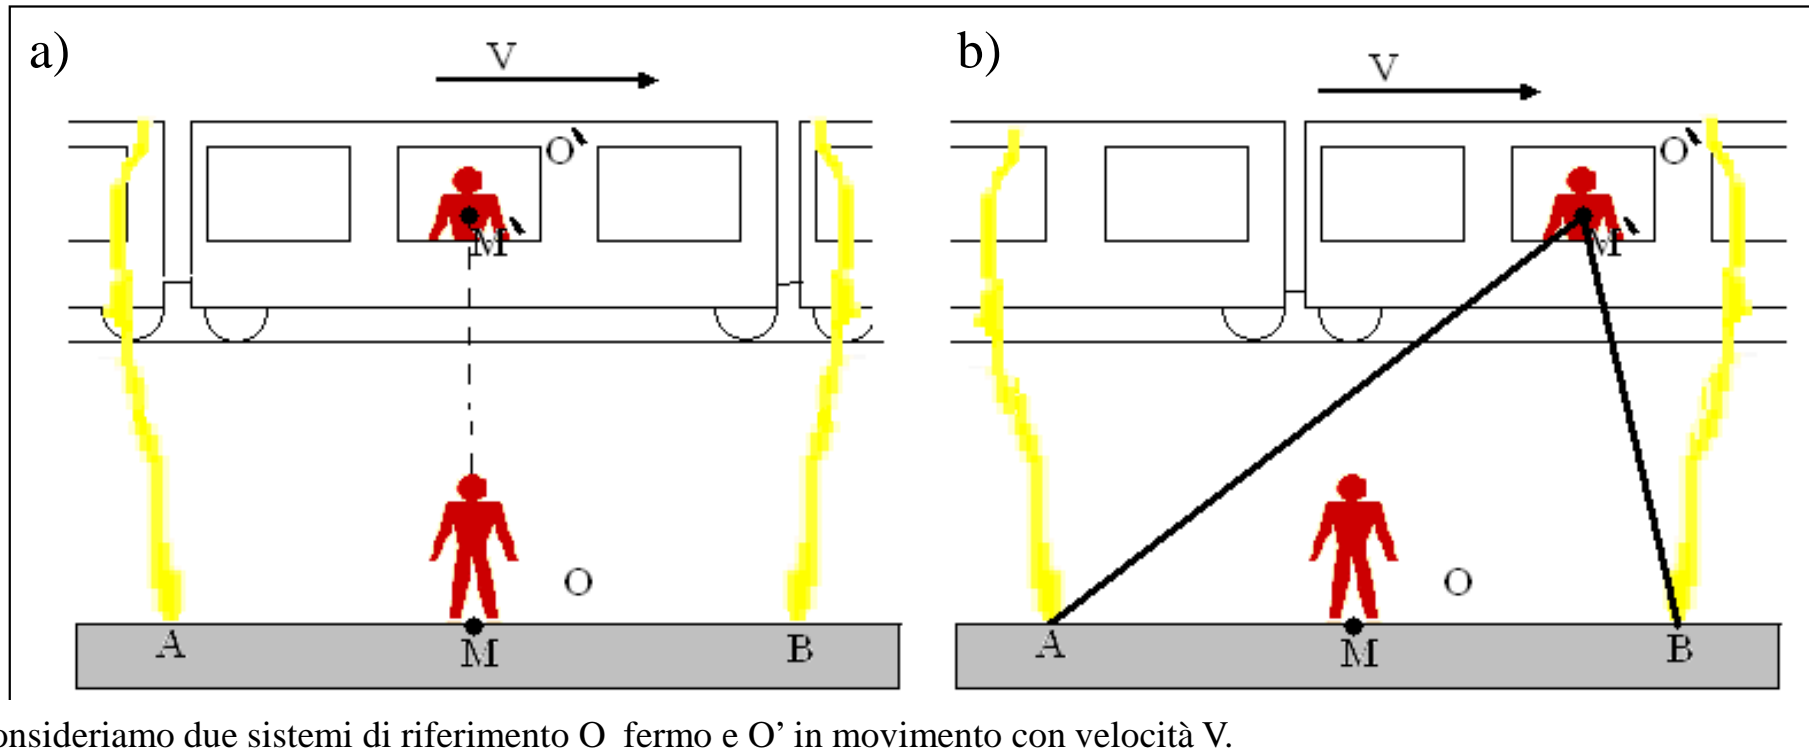 a)
V
O'
M'
O
A
M
B
b)
V
O'
M'
O
A
M
B
onsideriamo due sistemi di riferimento O fermo e O' in movimento con velocità V.